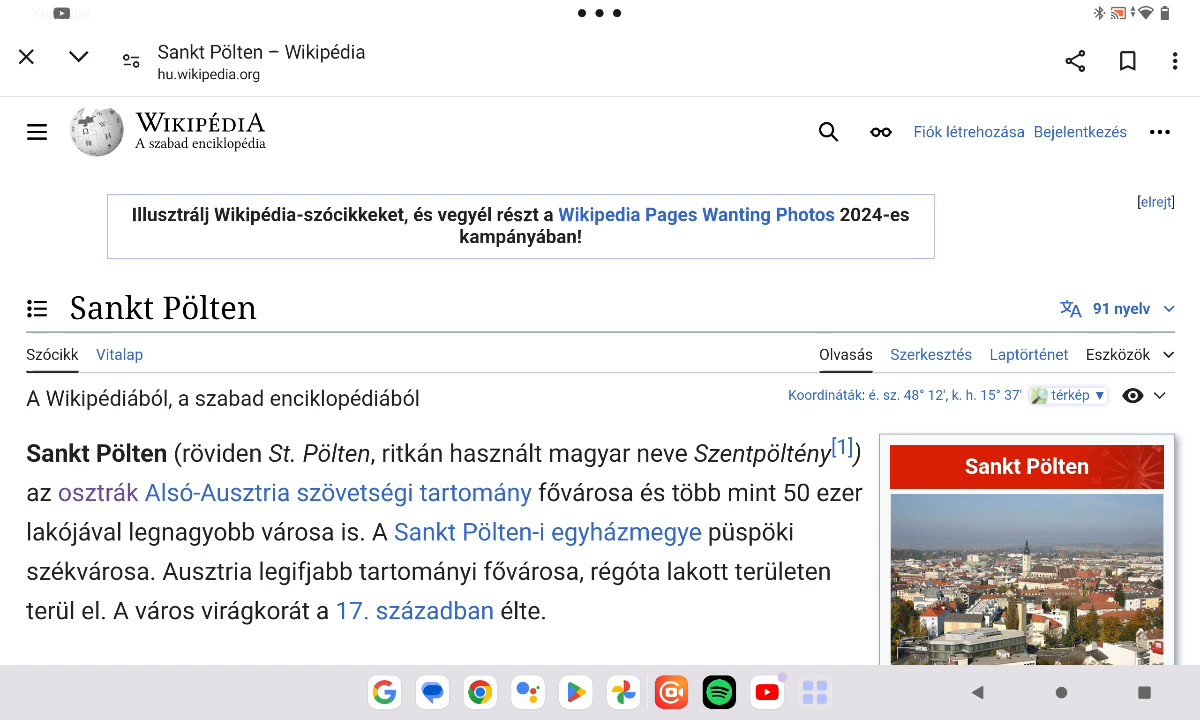 YouTube
Sankt Pölten – Wikipédia
hu.wikipedia.org
WIKIPÉDIA
A szabad enciklopédia
Fiók létrehozása Bejelentkezés
Illusztrálj Wikipédia-szócikkeket, és vegyél részt a Wikipedia Pages Wanting Photos 2024-es
kampányában!
[elrejt]
Sankt Pölten
91 nyelv
Szócikk Vitalap
Olvasás Szerkesztés Laptörténet Eszközök
A Wikipédiából, a szabad enciklopédiából
Koordináták: é. sz. 48° 12′, k. h. 15° 37′ térkép ▼
Sankt Pölten (röviden St. Pölten, ritkán használt magyar neve Szentpöltény[1])
az osztrák Alsó-Ausztria szövetségi tartomány fővárosa és több mint 50 ezer
lakójával legnagyobb városa is. A Sankt Pölten-i egyházmegye püspöki
székvárosa. Ausztria legifjabb tartományi fővárosa, régóta lakott területen
terül el. A város virágkorát a 17. században élte.
Sankt Pölten